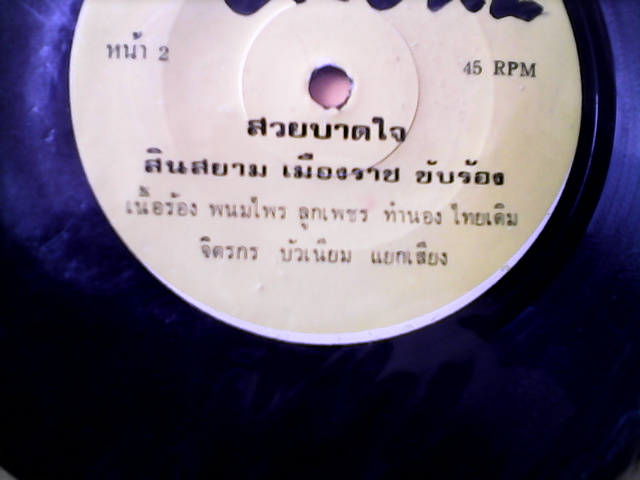 หน้า 2
45 RPM
สวยบาดใจ
สินสยาม เมืองราช ขับร้อง
เนื้อร้อง พนมไพร ลูกเพชร ทำนอง ไทยเดิม
จิตรกร บัวเนียม แยกเสียง